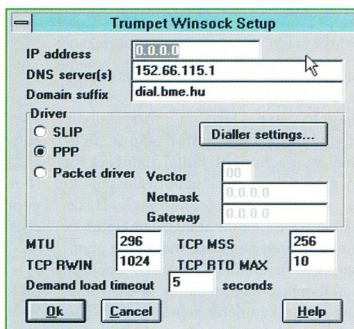 Trumpet Winsock Setup
IP address 0.0.0.0
DNS server(s) 152.66.115.1
Domain suffix dial.bme.hu
Driver
SLIP
Dialler settings...
PPP
Packet driver
Vector 00
Netmask 0.0.0.0
Gateway 0.0.0.0
MTU 296 TCP MSS 256
TCP RWIN 1024 TCP RTO MAX 10
Demand load timeout 5 seconds
Ok Cancel Help